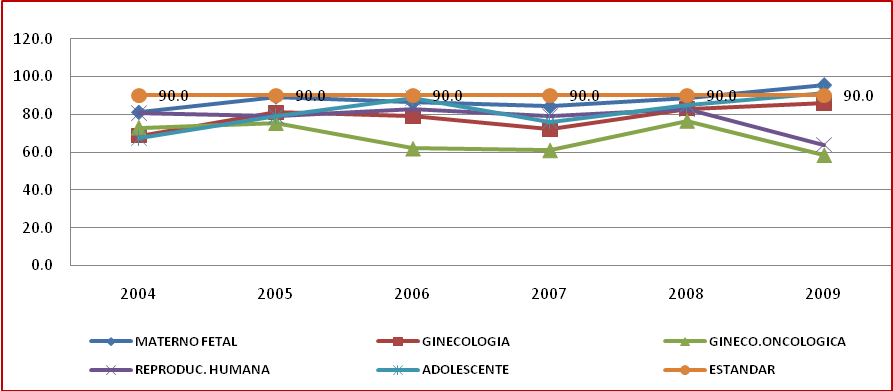 120.0
100.0
90.0 90.0 90.0 90.0 90.0 90.0
80.0
60.0
40.0
20.0
0.0
2004 2005 2006 2007 2008 2009
MATERNO FETAL GINECOLOGIA GINECO.ONCOLOGICA
REPRODUC. HUMANA ADOLESCENTE ESTANDAR